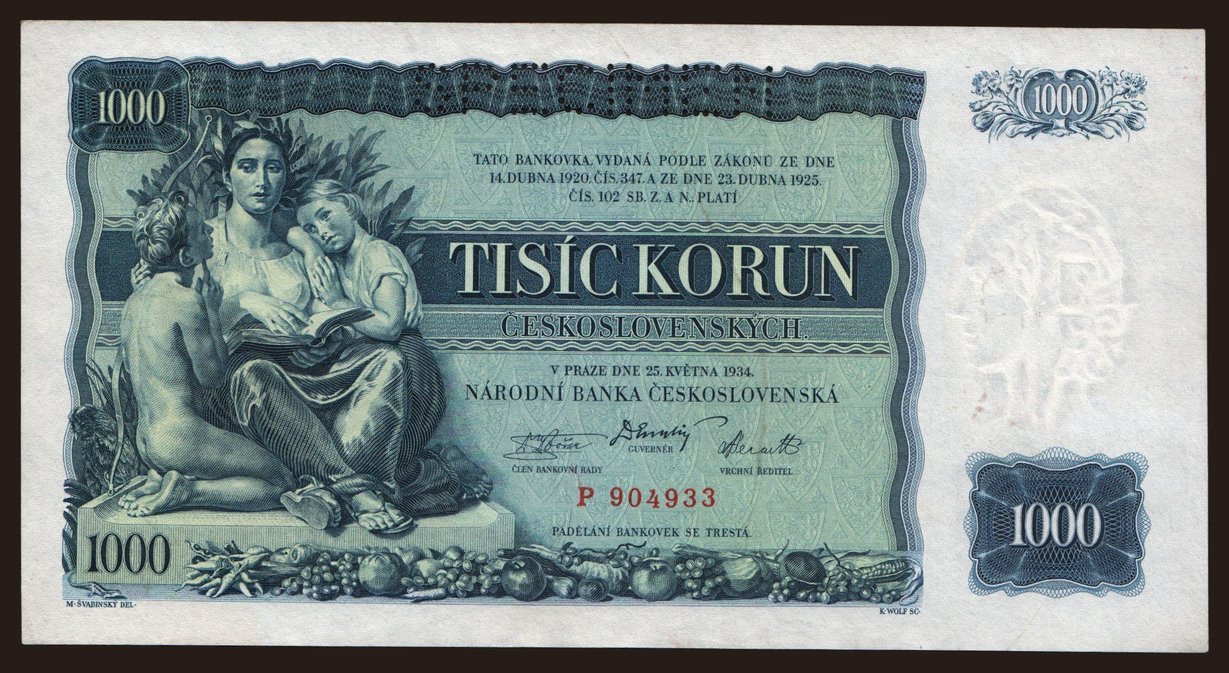 1000
1000
TATO BANKOVKA, VYDANÁ PODLE ZÁKONŮ ZE DNE
14. DUBNA 1920, ČÍS. 347. A ZE DNE 23. DUBNA 1925.
ČÍS. 102 SB. Z. A N., PLATÍ
TISÍC KORUN
ČESKOSLOVENSKÝCH.
V PRAZE DNE 25. KVĚTNA 1934.
NÁRODNÍ BANKA ČESKOSLOVENSKÁ
ČLEN BANKOVNÍ RADY
GUVERNÉR
VRCHNÍ ŘEDITEL
P 904933
PADĚLÁNÍ BANKOVEK SE TRESTÁ.
1000
1000
M. ŠVABINSKÝ DEL.
K. WOLF SC.